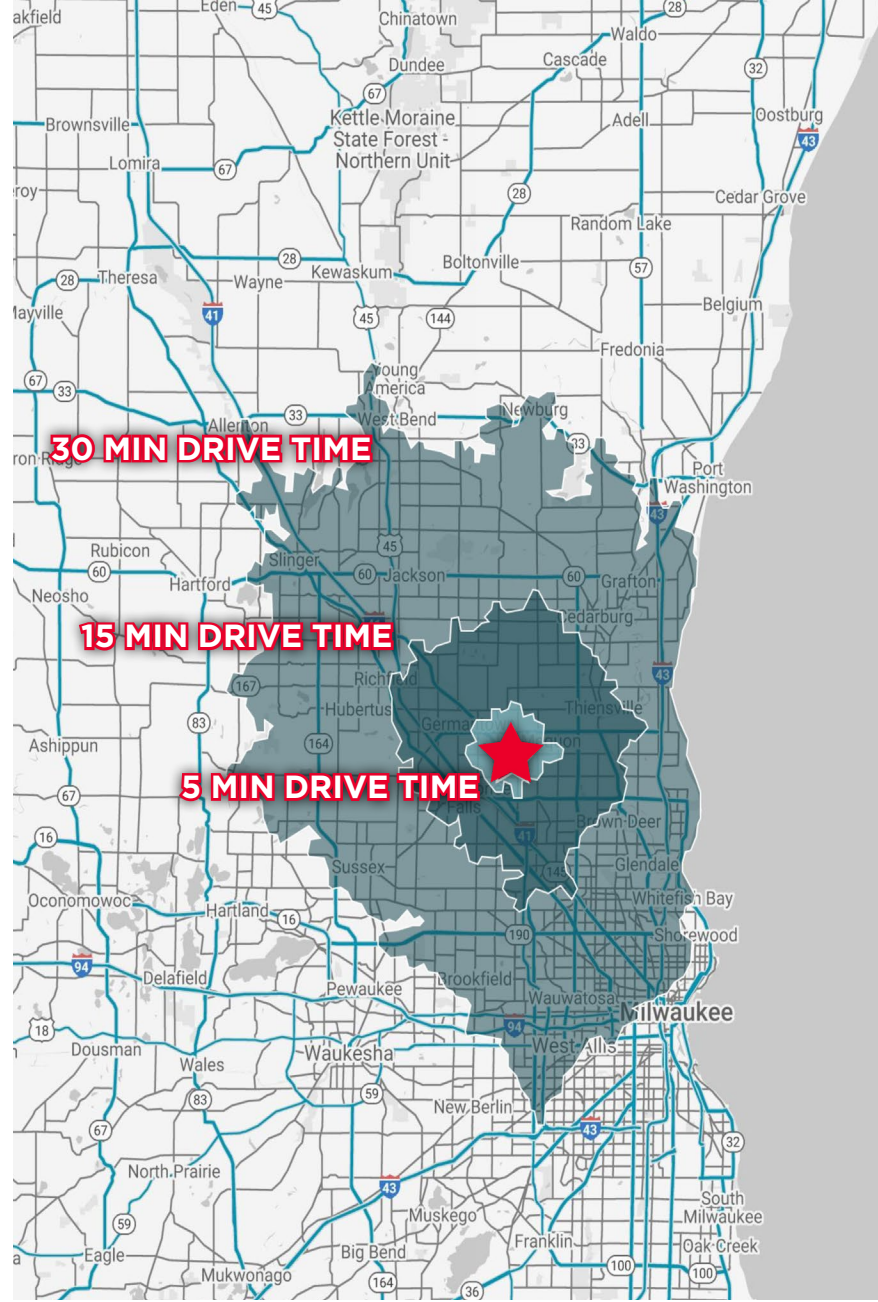 akfield
Eden
45
Chinatown
28
Waldo
Dundee
Cascade
32
67
Brownsville
Kettle Moraine
State Forest -
Northern Unit
Adell
Oostburg
43
Lomira
67
28
Cedar Grove
Random Lake
28
Boltonville
57
28
Theresa
Wayne
Kewaskum
Belgium
41
45
144
Fredonia
67
33
Young
America
33
West Bend
Newburg
Allenton
33
30 MIN DRIVE TIME
Port
Washington
43
45
Rubicon
Slinger
60
60
Jackson
60
Grafton
Hartford
Neosho
15 MIN DRIVE TIME
43
Richfield
167
Hubertus
Thiensville
83
164
Ashippun
5 MIN DRIVE TIME
67
Falls
Brown Deer
16
41
Sussex
145
Glendale
Oconomowoc
Hartland
16
Whitefish Bay
190
Shorewood
94
Delafield
Brookfield
Pewaukee
Wauwatosa
Milwaukee
18
94
Dousman
Waukesha
West Allis
Wales
83
59
New Berlin
67
43
32
North Prairie
43
59
Muskego
South
Milwaukee
Eagle
Big Bend
Franklin
Oak Creek
Mukwonago
164
100
100
36